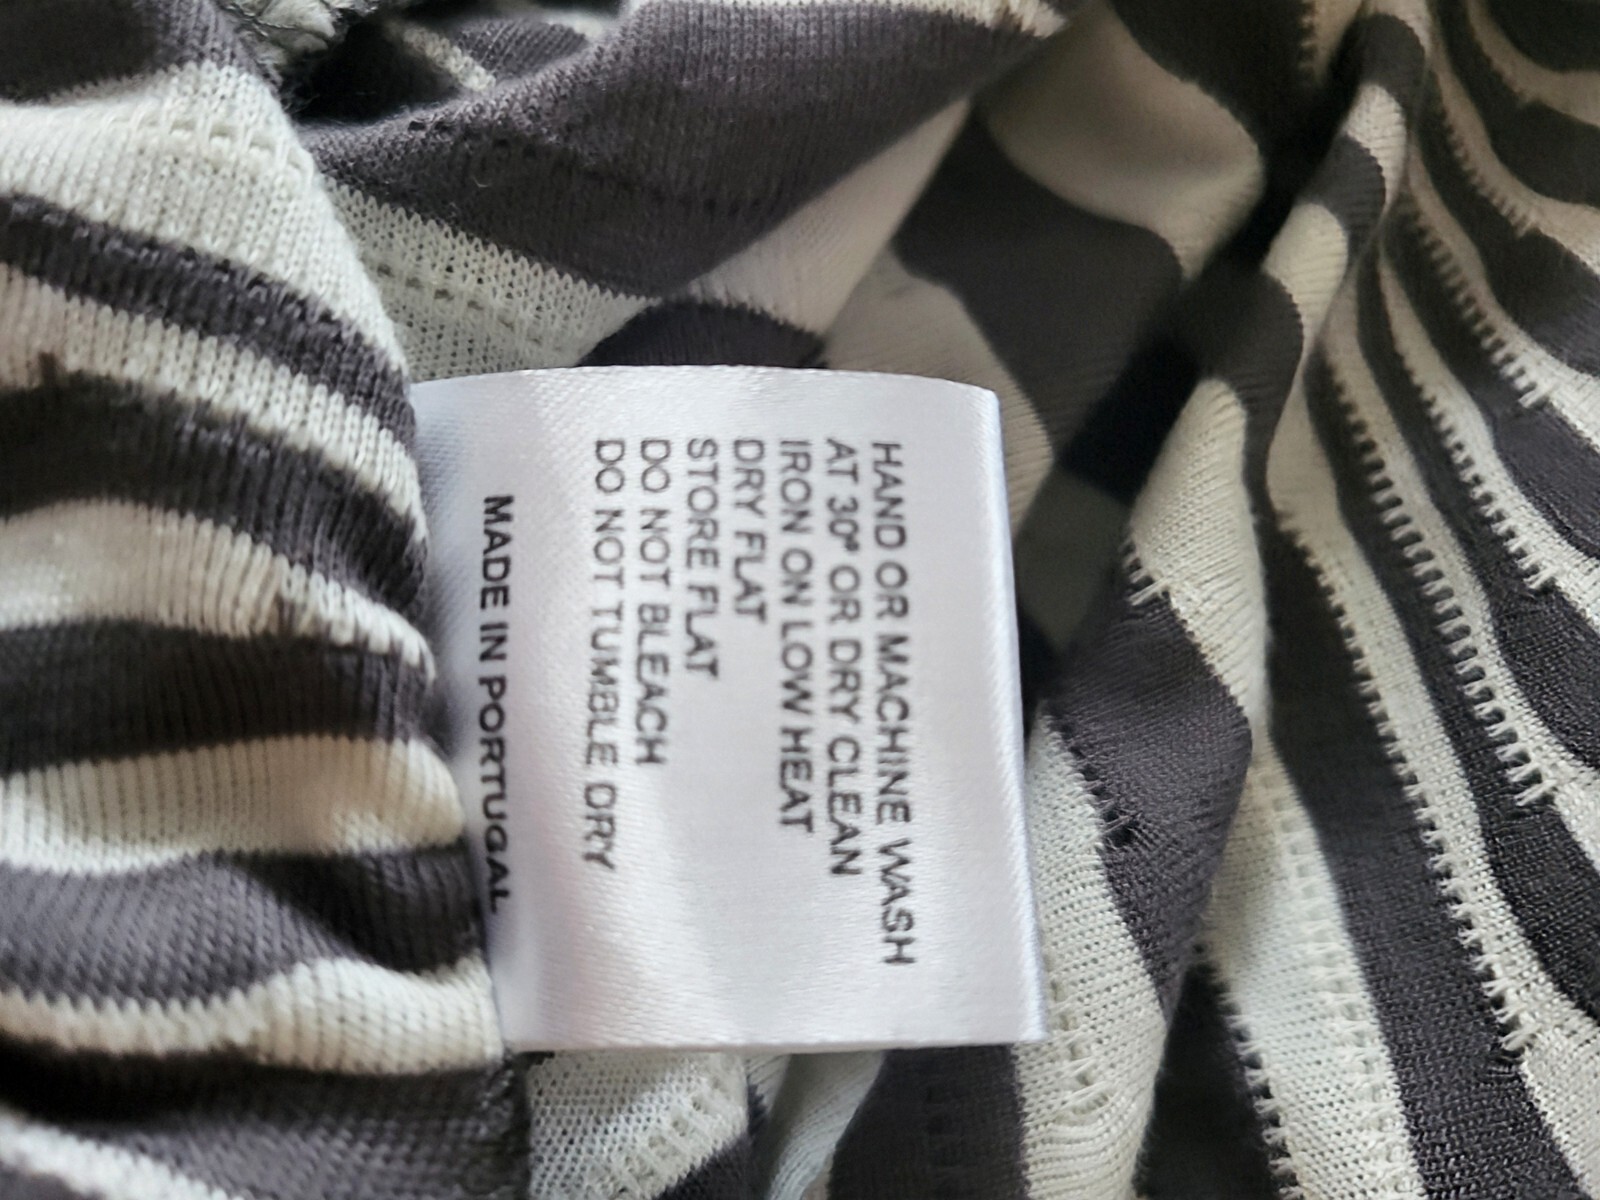 HAND OR MACHINE WASH
AT 30º OR DRY CLEAN
IRON ON LOW HEAT
DRY FLAT
STORE FLAT
DO NOT BLEACH
DO NOT TUMBLE DRY
MADE IN PORTUGAL